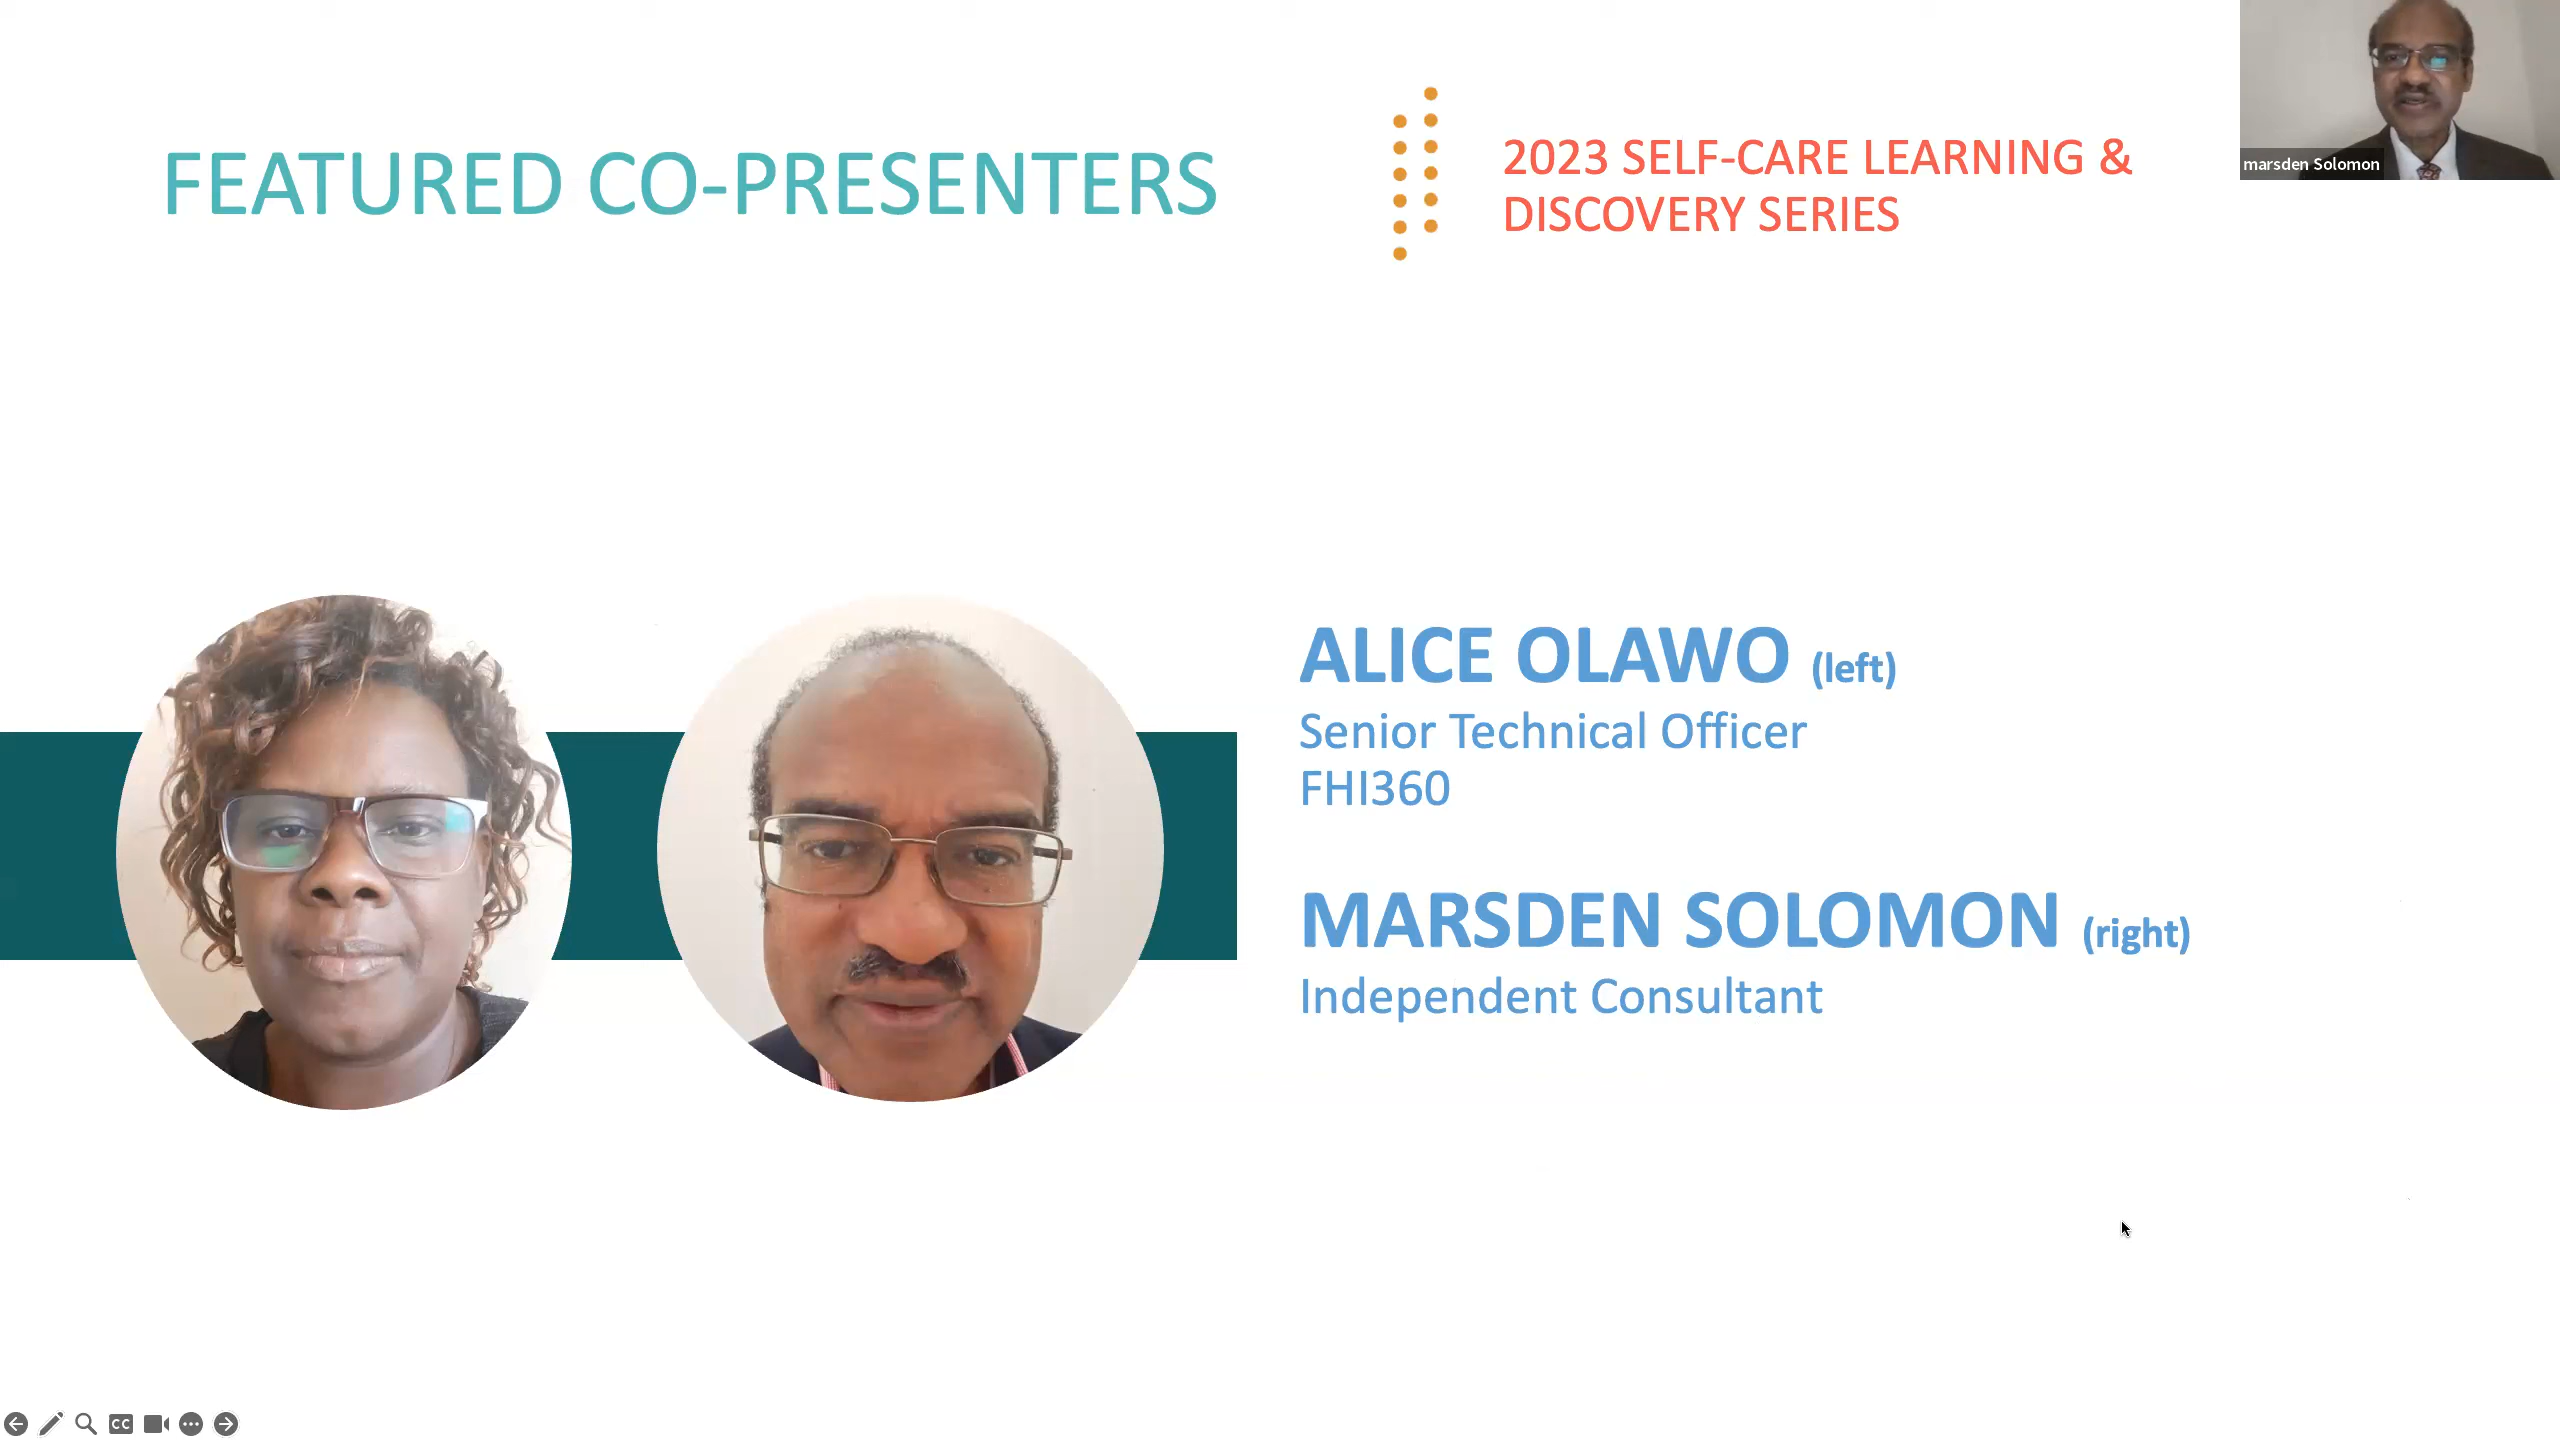 FEATURED CO-PRESENTERS
2023 SELF-CARE LEARNING &
DISCOVERY SERIES
marsden Solomon
ALICE OLAWO (left)
Senior Technical Officer
FHI360
MARSDEN SOLOMON (right)
Independent Consultant
CC